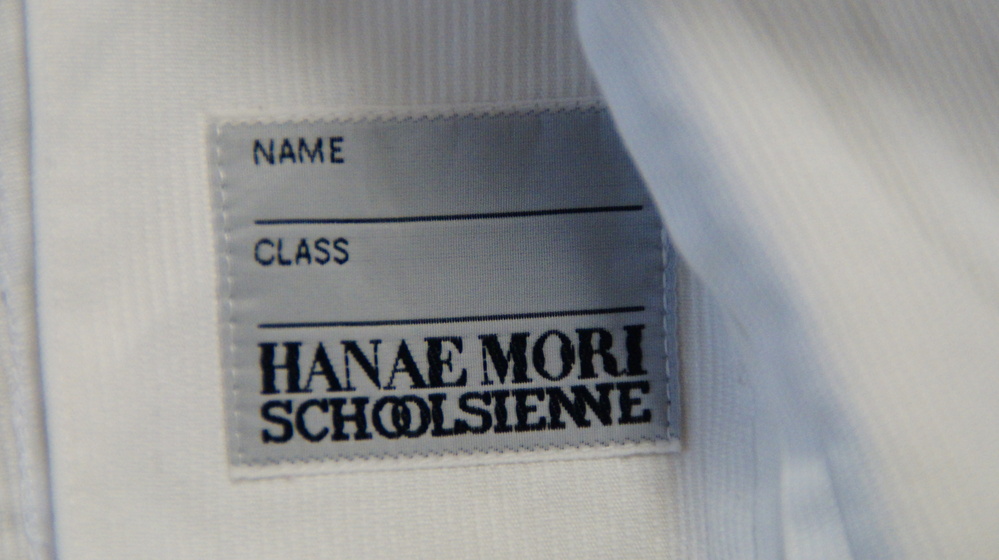 NAME
CLASS
HANAE MORI
SCHOOLSIENNE